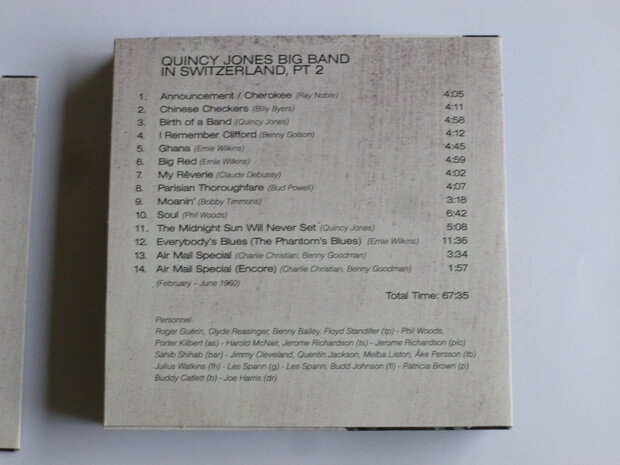 QUINCY JONES BIG BAND
IN SWITZERLAND, PT 2
1. Announcement / Cherokee (Ray Noble) 4:05
2. Chinese Checkers (Billy Byers) 4:11
3. Birth of a Band (Quincy Jones) 4:58
4. I Remember Clifford (Benny Golson) 4:12
5. Ghana (Ernie Wilkins) 4:45
6. Big Red (Ernie Wilkins) 4:59
7. My Rêverie (Claude Debussy) 4:02
8. Parisian Thoroughfare (Bud Powell) 4:07
9. Moanin' (Bobby Timmons) 3:18
10. Soul (Phil Woods) 6:42
11. The Midnight Sun Will Never Set (Quincy Jones) 5:08
12. Everybody's Blues (The Phantom's Blues) (Ernie Wilkins) 11:36
13. Air Mail Special (Charlie Christian, Benny Goodman) 3:34
14. Air Mail Special (Encore) (Charlie Christian, Benny Goodman) 1:57
(February – June 1960)
Total Time: 67:35
Personnel
Roger Guérin, Clyde Reasinger, Benny Bailey, Floyd Standifer (tp) - Phil Woods,
Porter Kilbert (as) - Harold McNair, Jerome Richardson (ts) - Jerome Richardson (pic)
Sahib Shihab (bar) - Jimmy Cleveland, Quentin Jackson, Melba Liston, Åke Persson (tb)
Julius Watkins (fh) - Les Spann (g) - Les Spann, Budd Johnson (fl) - Patricia Brown (p)
Buddy Catlett (b) - Joe Harris (dr)